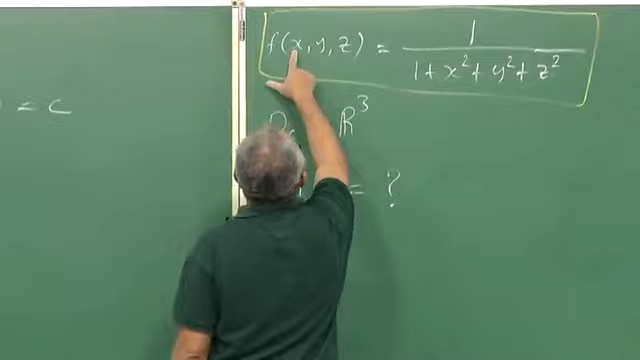 f(x, y, z) = 1 / (1 + x² + y² + z²)
= c
D ℝ³
= ?